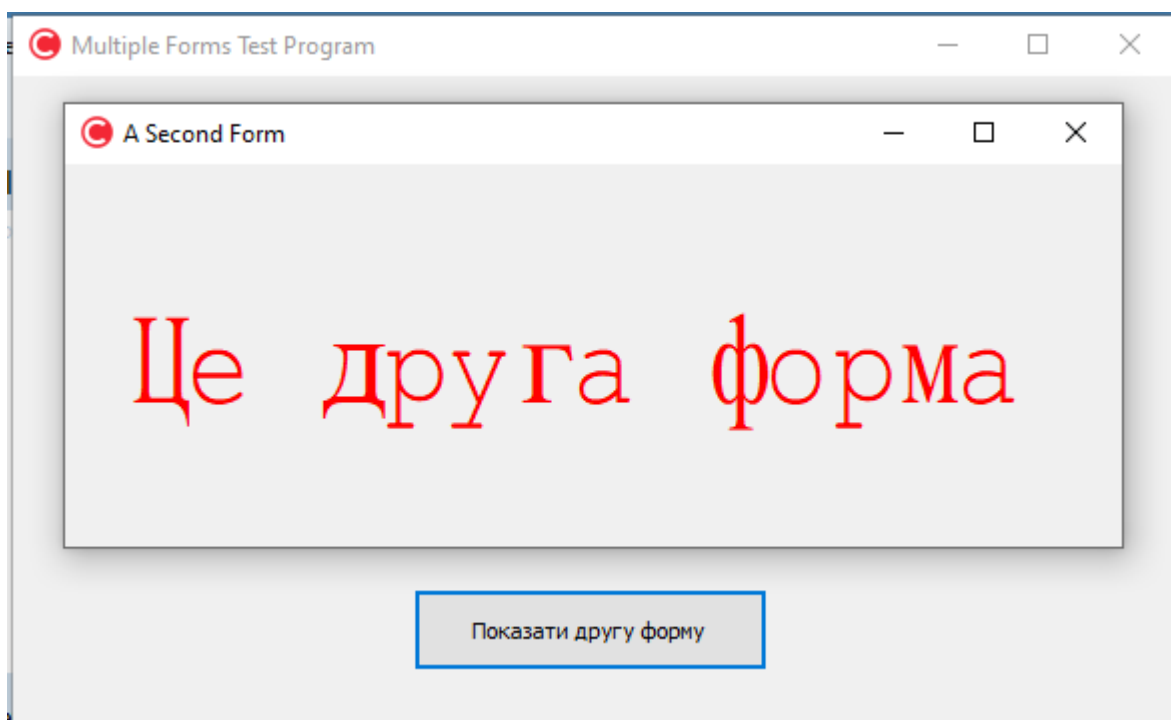 Multiple Forms Test Program
A Second Form
Це друга форма
Показати другу форму